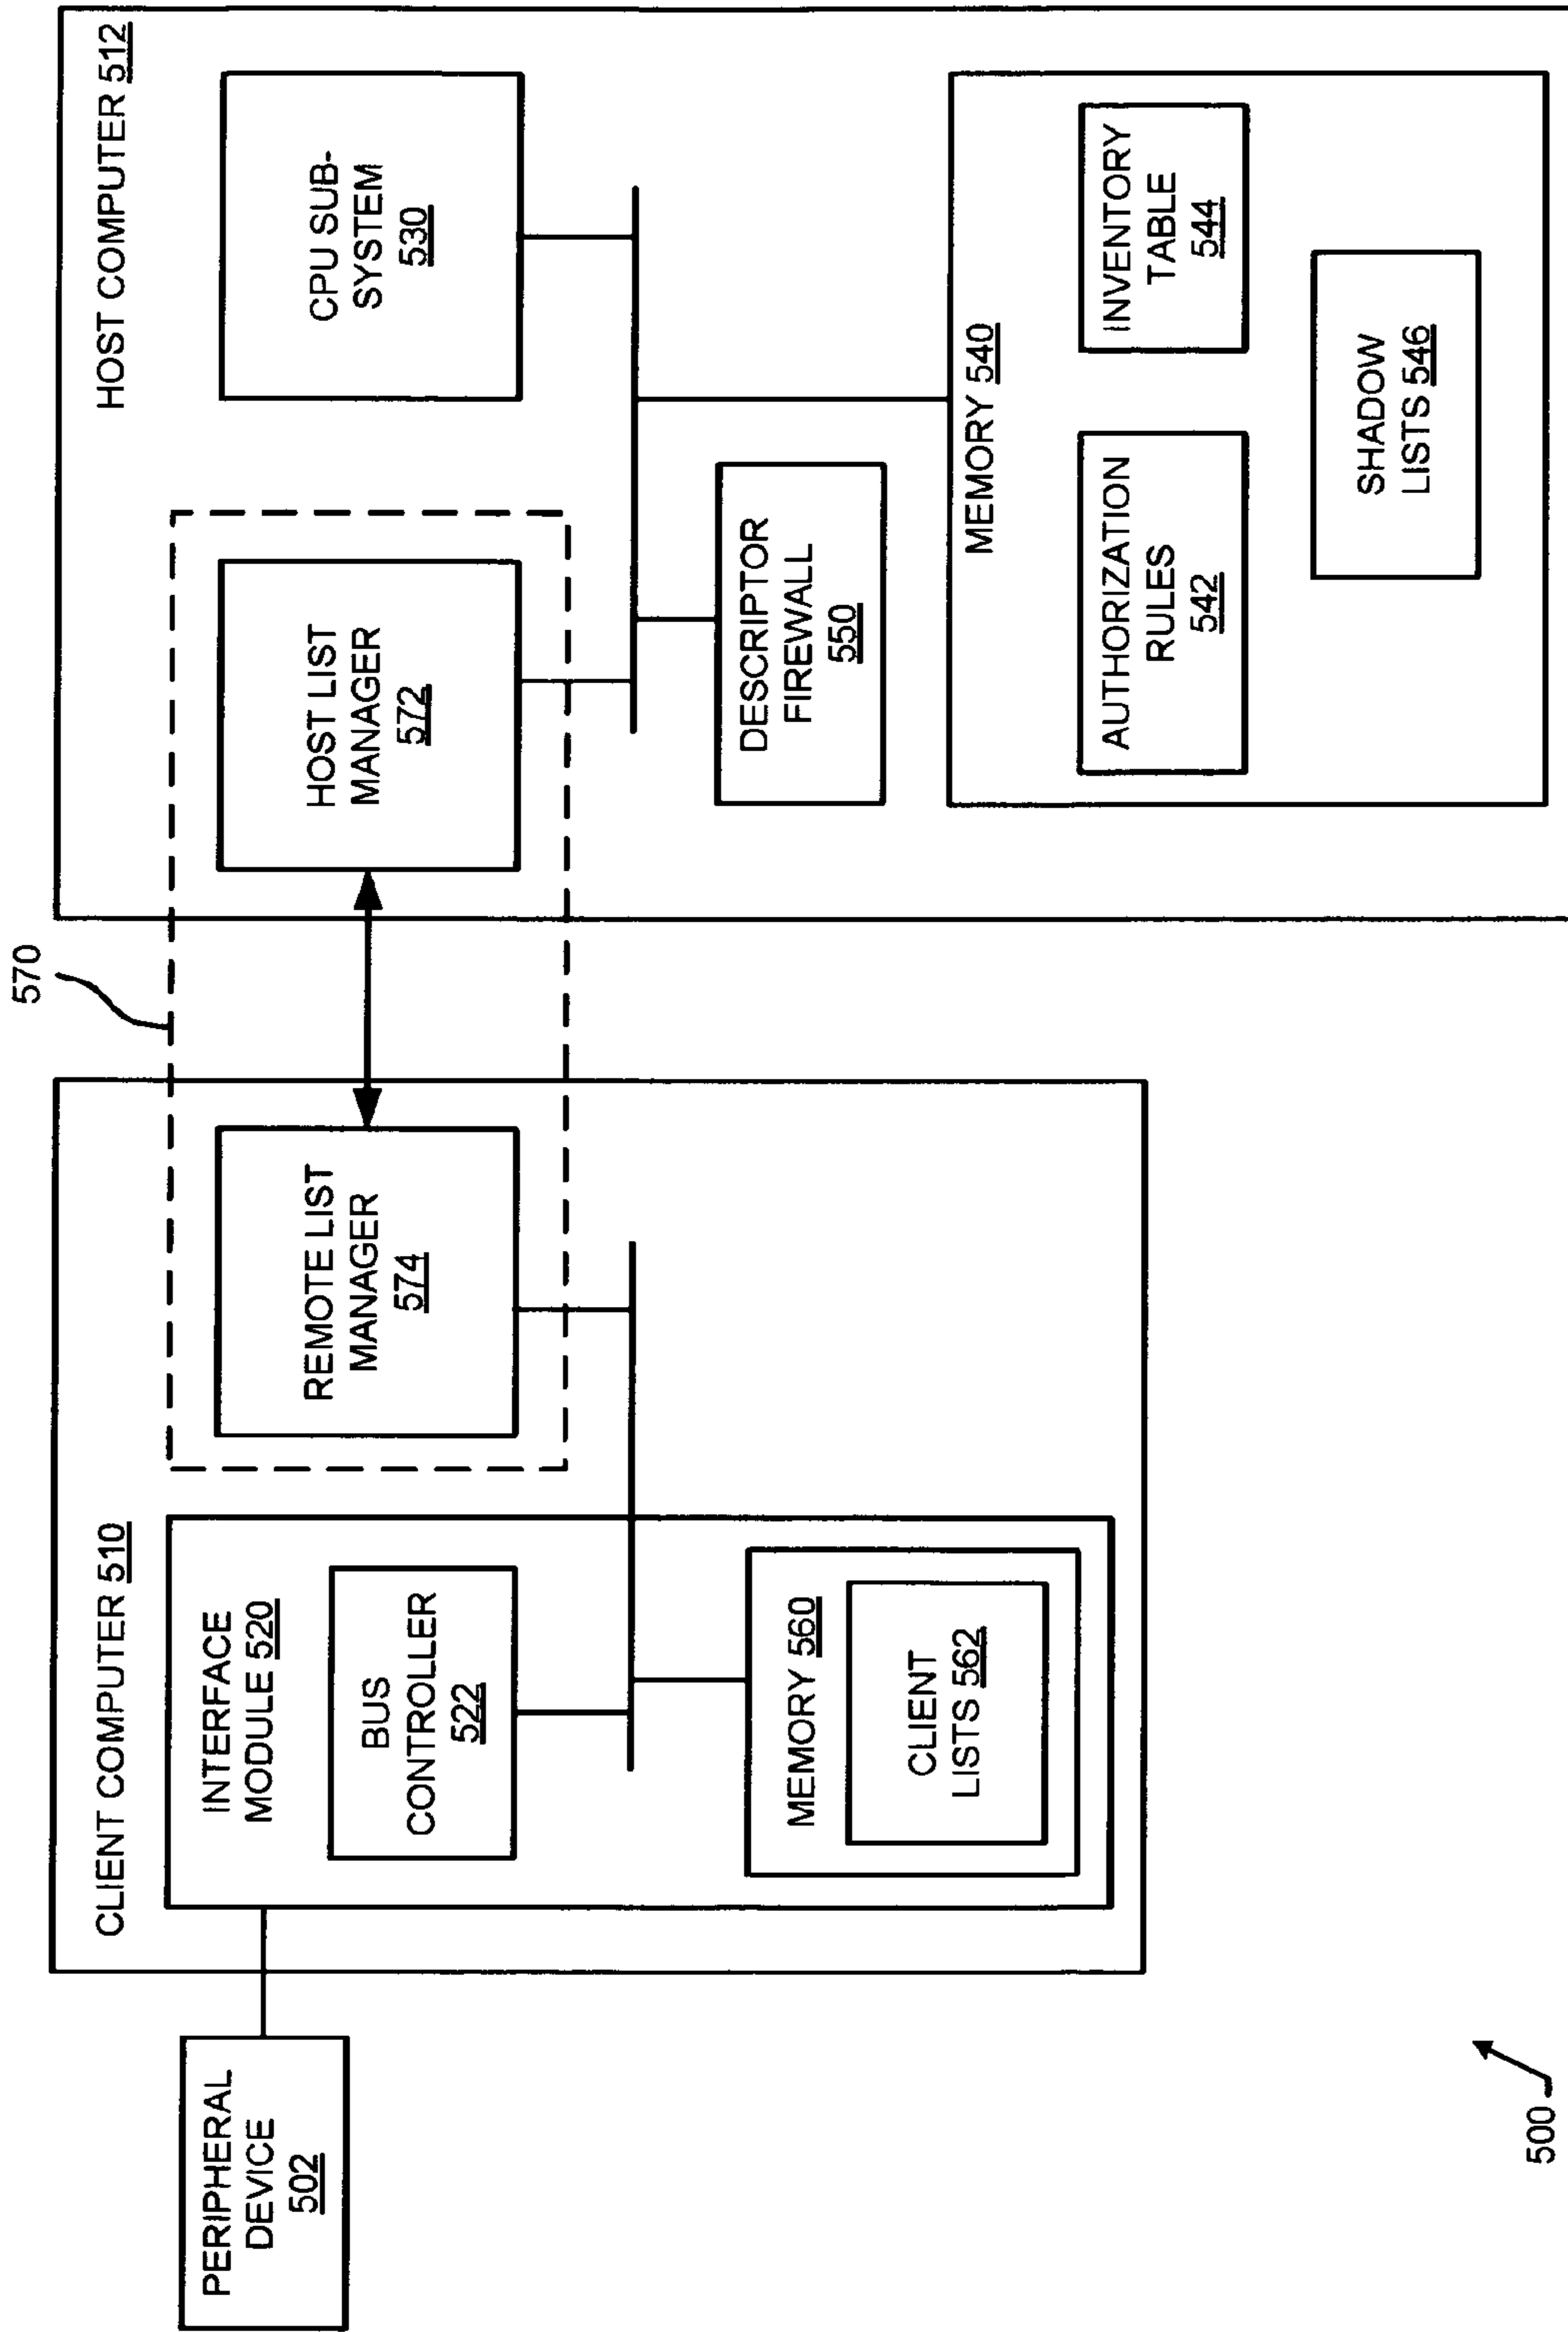 570
CLIENT COMPUTER 510
INTERFACE
MODULE 520
BUS
CONTROLLER
522
MEMORY 560
CLIENT
LISTS 562
REMOTE LIST
MANAGER
574
PERIPHERAL
DEVICE
502
HOST COMPUTER 512
HOST LIST
MANAGER
572
CPU SUB-
SYSTEM
530
DESCRIPTOR
FIREWALL
550
MEMORY 540
AUTHORIZATION
RULES
542
INVENTORY
TABLE
544
SHADOW
LISTS 546
500